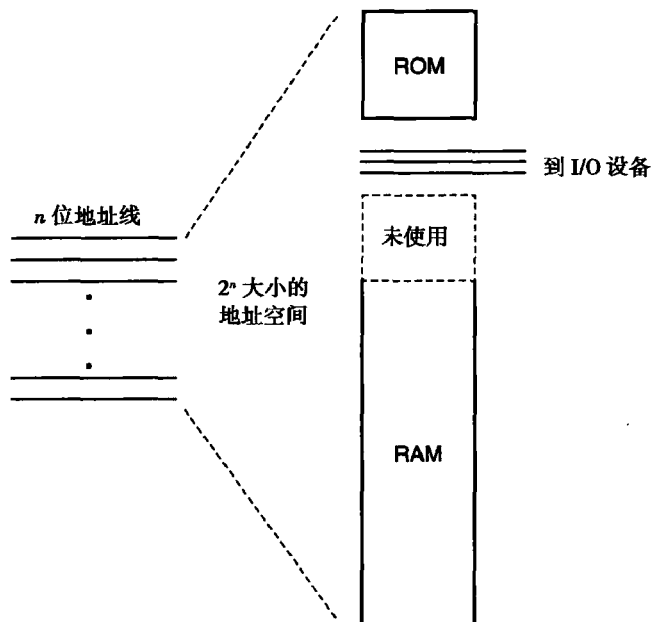 ROM
到 I/O 设备
n 位地址线
未使用
2ⁿ 大小的
地址空间
RAM